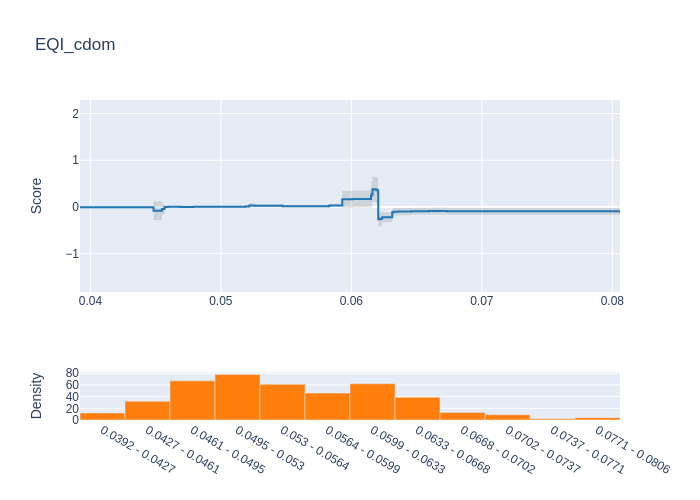 EQI_cdom
2
1
0
−1
Score
0.04 0.05 0.06 0.07 0.08
80
60
40
20
0
Density
0.0392 - 0.0427
0.0427 - 0.0461
0.0461 - 0.0495
0.0495 - 0.053
0.053 - 0.0564
0.0564 - 0.0599
0.0599 - 0.0633
0.0633 - 0.0668
0.0668 - 0.0702
0.0702 - 0.0737
0.0737 - 0.0771
0.0771 - 0.0806